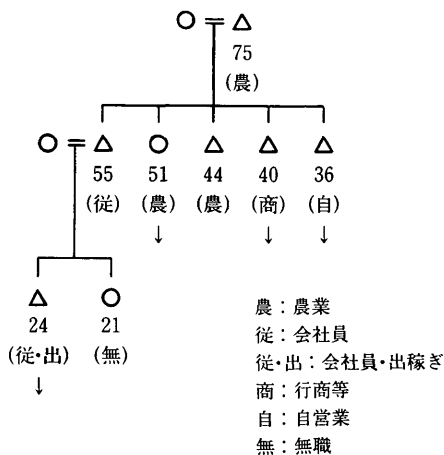 75
(農)
55 51 44 40 36
(従) (農) (農) (商) (自)
24 21
(従・出) (無)
農：農業
従：会社員
従・出：会社員・出稼ぎ
商：行商等
自：自営業
無：無職